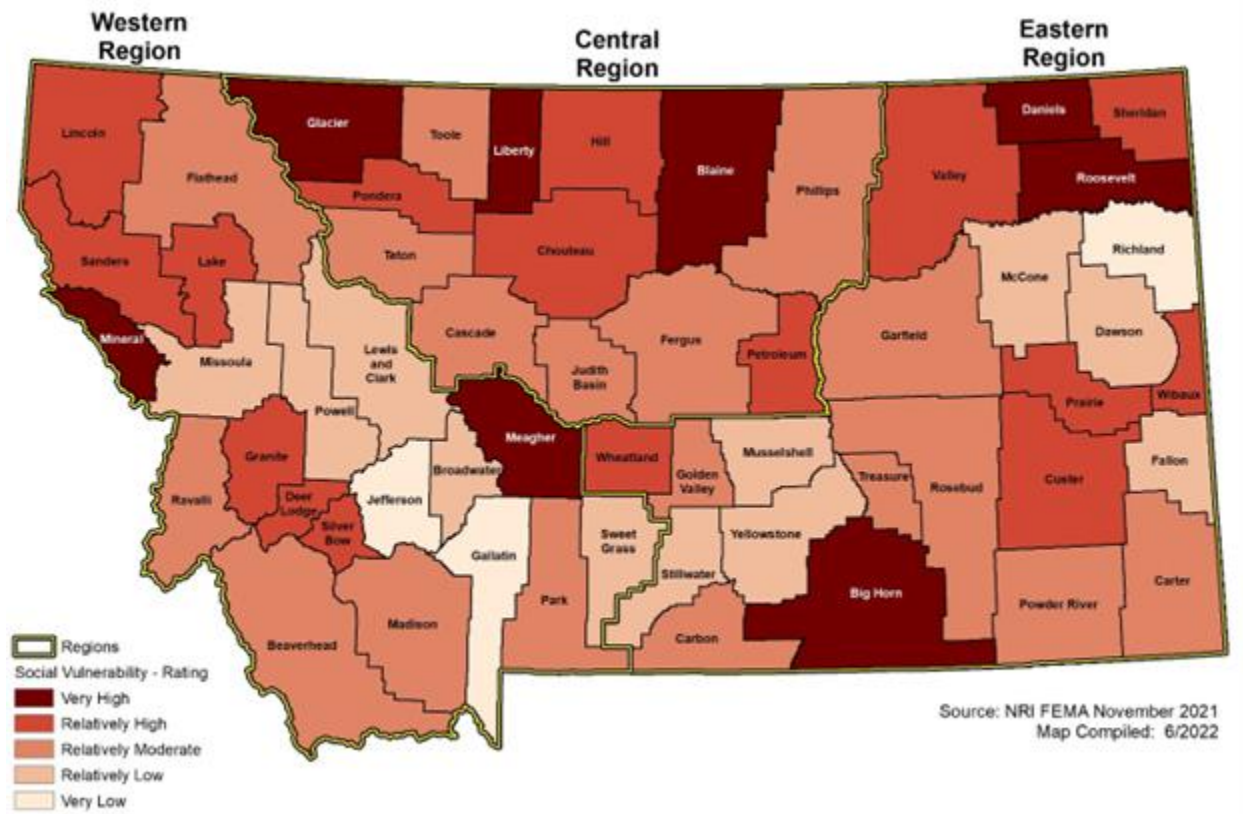 Western
Region
Central
Region
Eastern
Region
Lincoln
Flathead
Glacier
Toole
Liberty
Hill
Blaine
Phillips
Valley
Daniels
Sheridan
Roosevelt
Pondera
Sanders
Lake
Teton
Chouteau
McCone
Richland
Mineral
Missoula
Lewis
and
Clark
Cascade
Judith
Basin
Fergus
Petroleum
Garfield
Dawson
Prairie
Wibaux
Powell
Granite
Meagher
Wheatland
Golden
Valley
Musselshell
Treasure
Rosebud
Custer
Fallon
Ravalli
Deer
Lodge
Silver
Bow
Jefferson
Broadwater
Gallatin
Park
Sweet
Grass
Stillwater
Yellowstone
Big Horn
Powder River
Carter
Beaverhead
Madison
Carbon
Regions
Social Vulnerability - Rating
Very High
Relatively High
Relatively Moderate
Relatively Low
Very Low
Source: NRI FEMA November 2021
Map Compiled: 6/2022